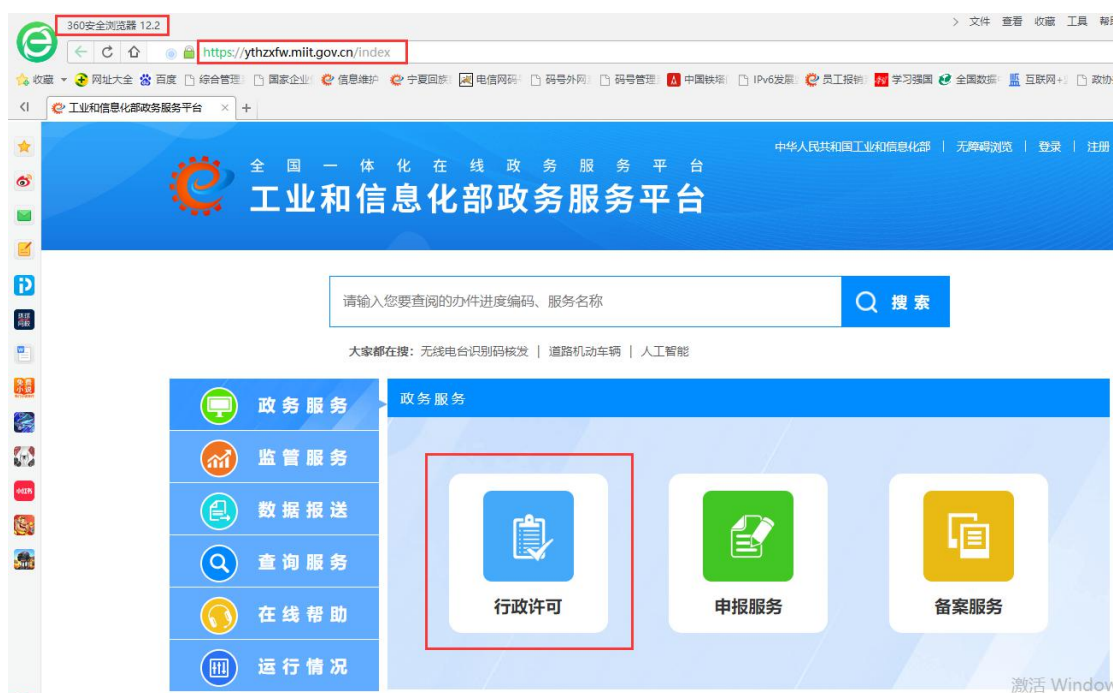 360安全浏览器 12.2
文件 查看 收藏 工具
https://ythzxfw.miit.gov.cn/index
收藏 网址大全 百度 综合管理 国家企业 信息维护 宁夏回族 电信网码 码号外网 码号管理 中国铁塔 IPv6发展 员工报销 学习强国 全国数据 互联网+ 政协
工业和信息化部政务服务平台 × +
中华人民共和国工业和信息化部 | 无障碍浏览 | 登录 | 注册
全国一体化在线政务服务平台
工业和信息化部政务服务平台
请输入您要查阅的办件进度编码、服务名称
搜索
大家都在搜：无线电台识别码核发 | 道路机动车辆 | 人工智能
政务服务
监管服务
数据报送
查询服务
在线帮助
运行情况
政务服务
行政许可
申报服务
备案服务
激活 Window